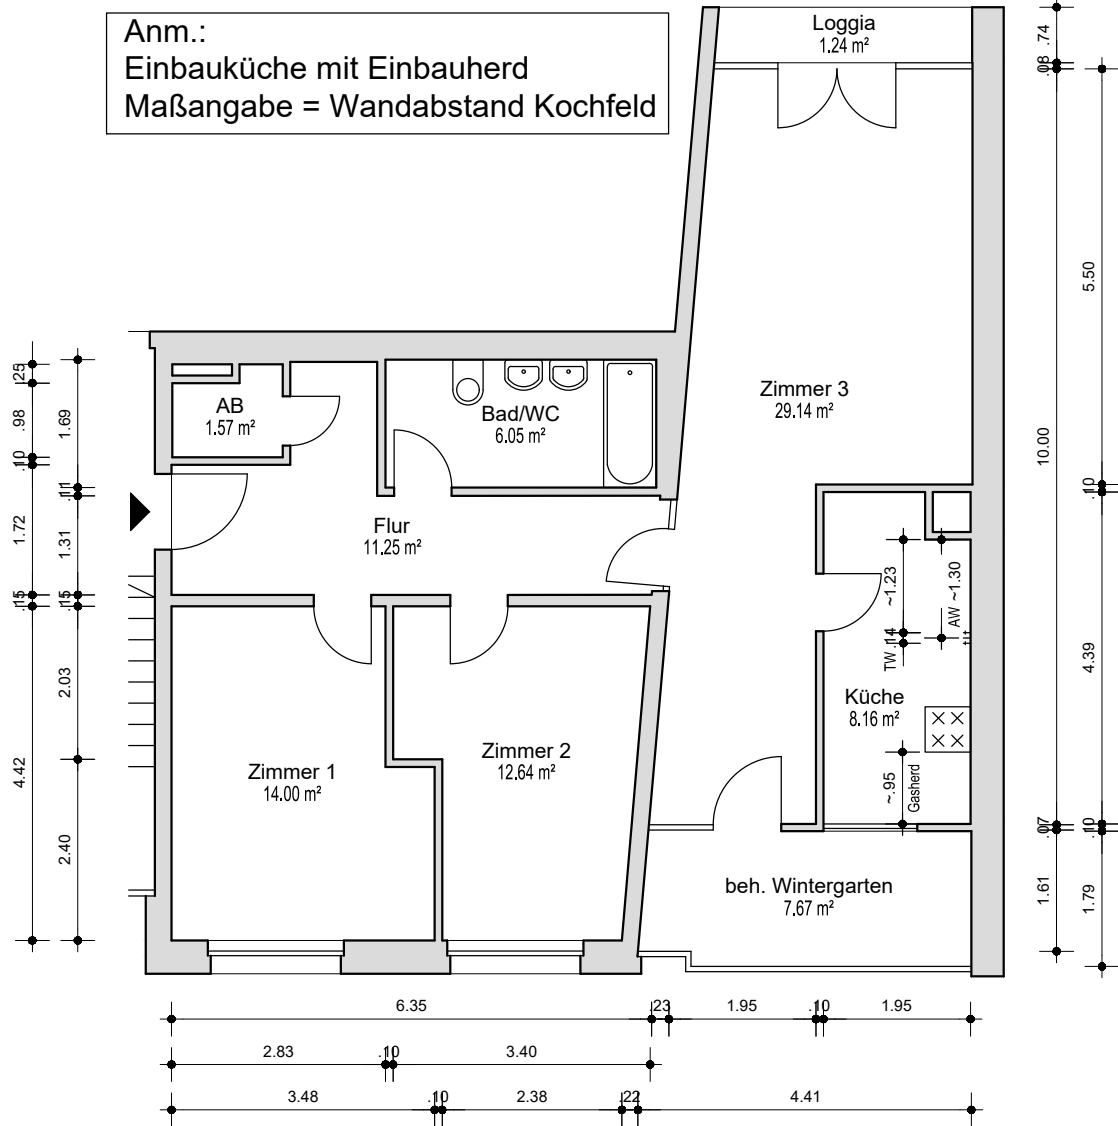 Anm.:
Einbauküche mit Einbauherd
Maßangabe = Wandabstand Kochfeld
Loggia
1.24 m²
Zimmer 3
29.14 m²
AB
1.57 m²
Bad/WC
6.05 m²
Flur
11.25 m²
Küche
8.16 m²
Zimmer 1
14.00 m²
Zimmer 2
12.64 m²
beh. Wintergarten
7.67 m²
~1.23
AW ~1.30
TW .14
~.95
Gasherd
.25
.98
.10
1.72
.15
4.42
1.69
.11
1.31
.15
2.03
2.40
.74
.08
10.00
.07
1.61
5.50
.10
4.39
.10
1.79
6.35
.23
1.95
.10
1.95
2.83
.10
3.40
3.48
.10
2.38
.22
4.41